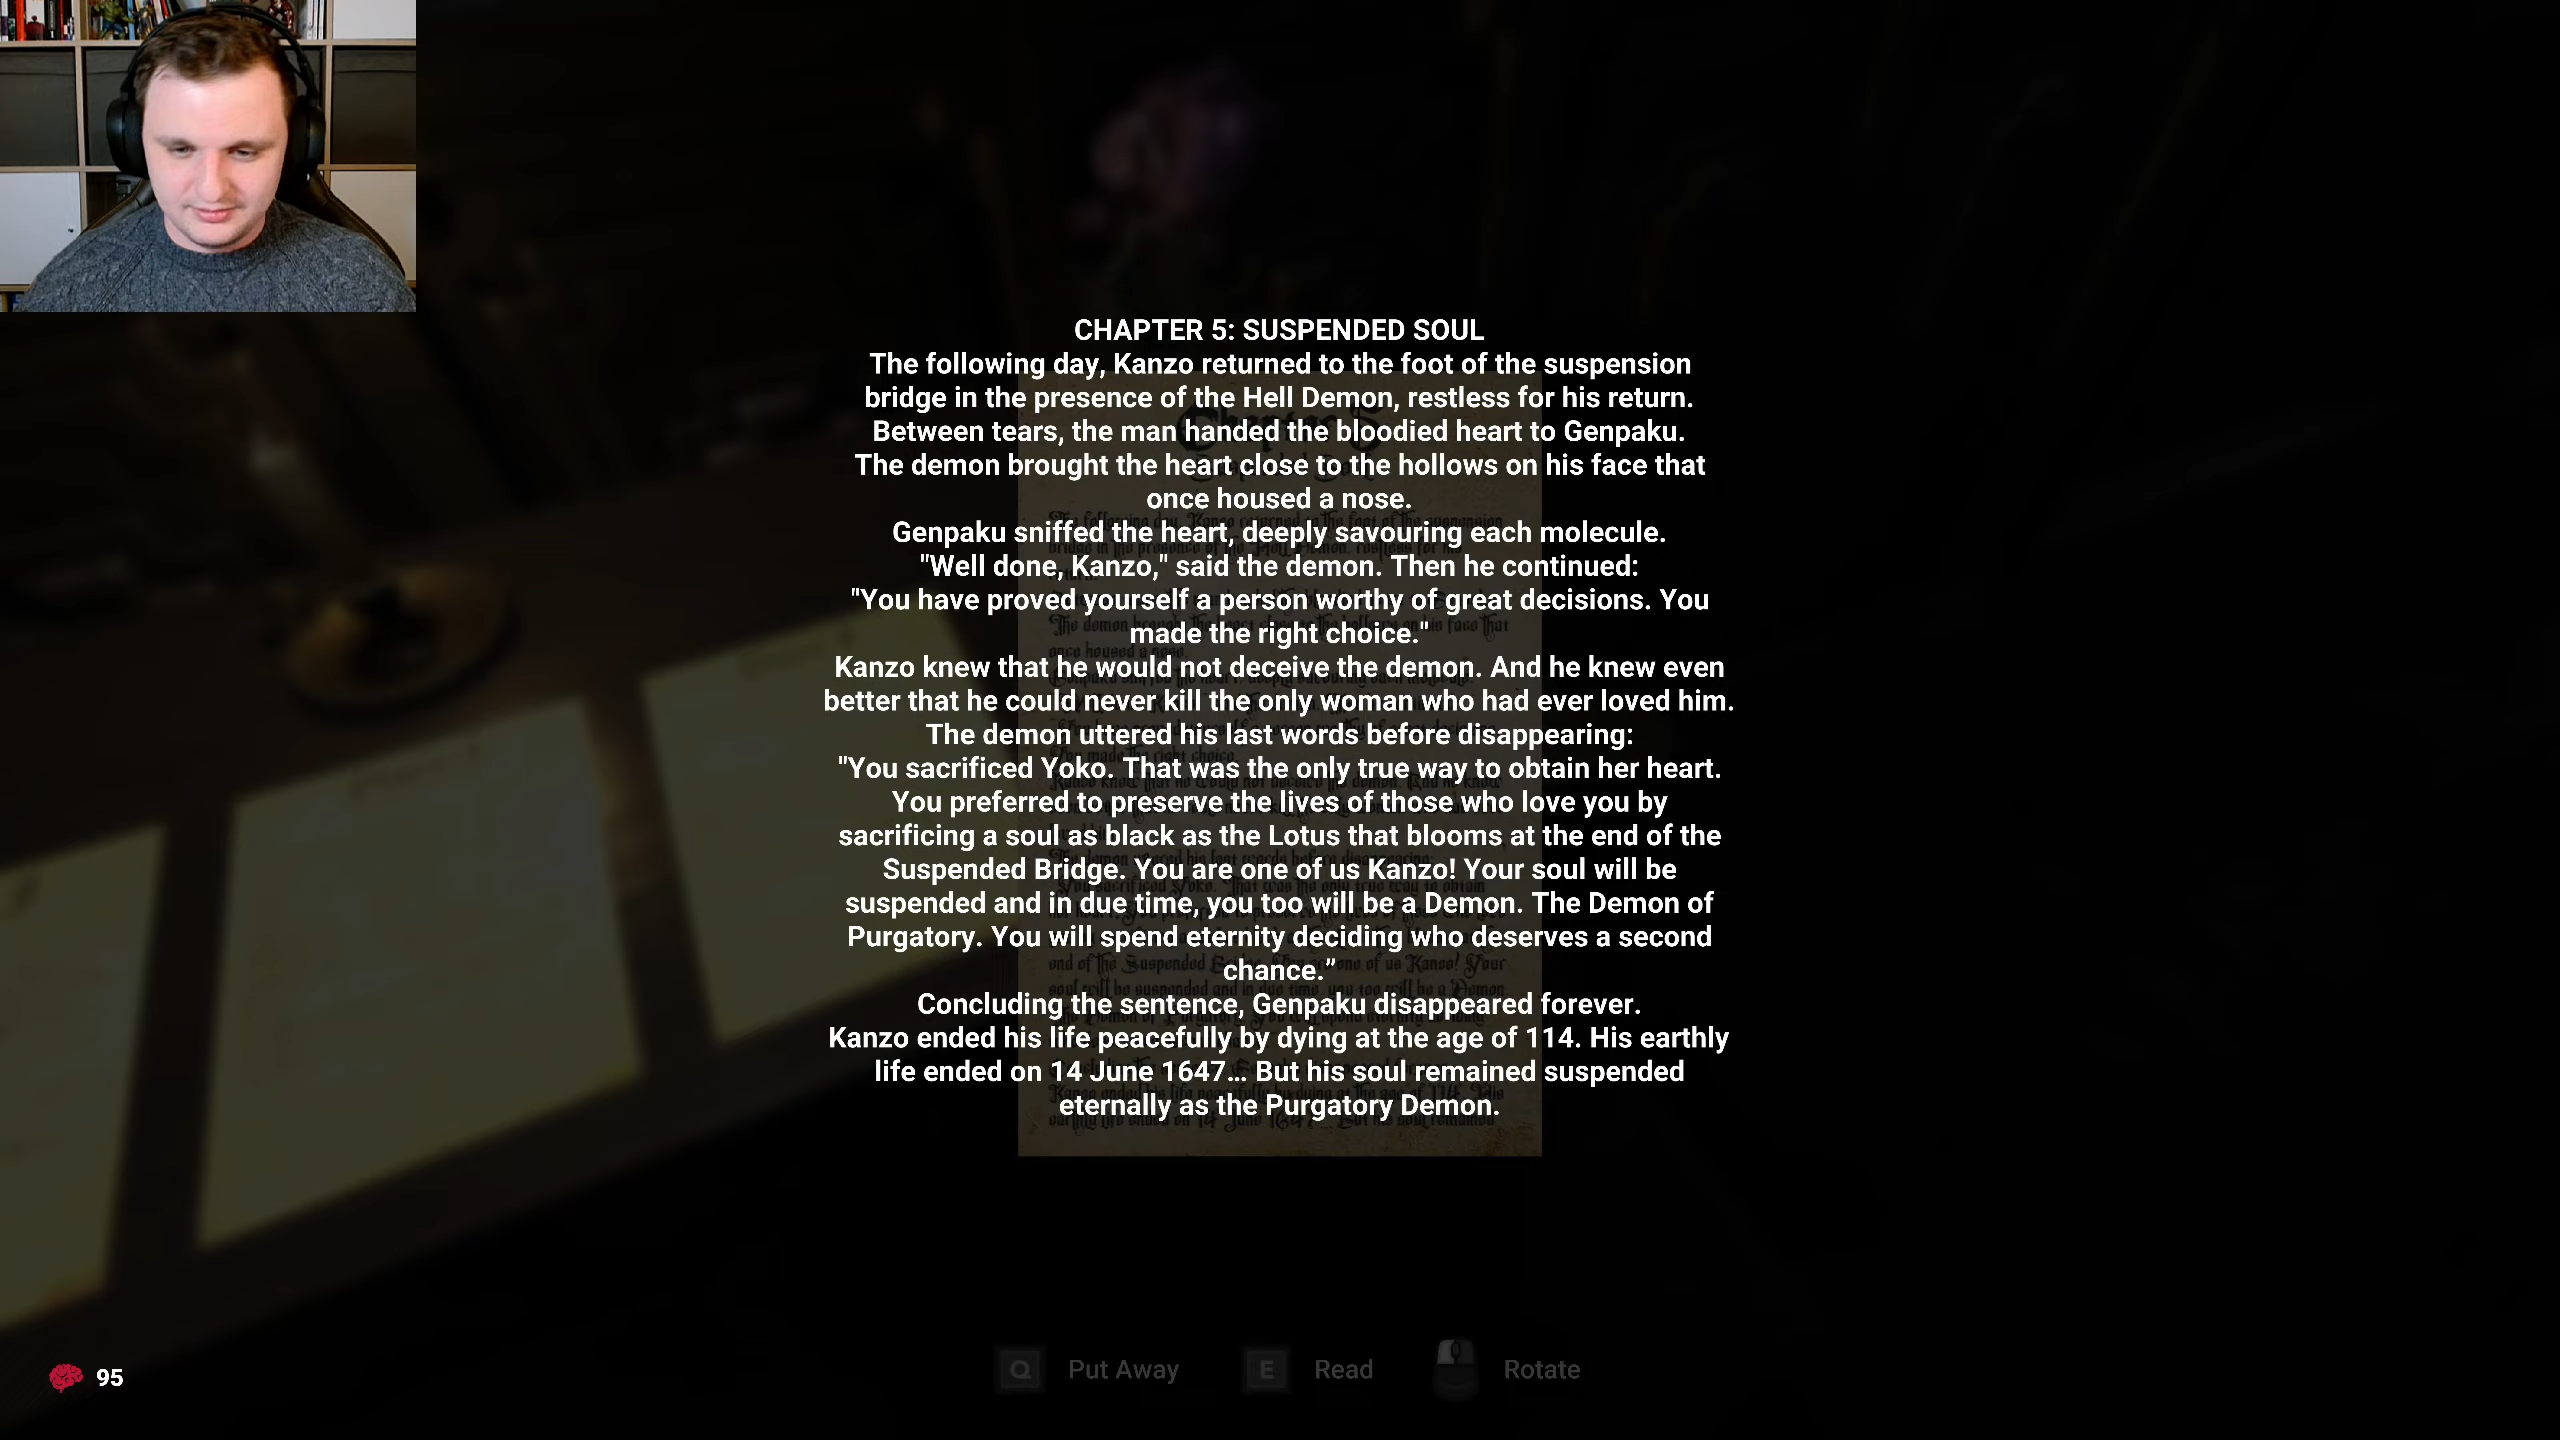 CHAPTER 5: SUSPENDED SOUL
The following day, Kanzo returned to the foot of the suspension
bridge in the presence of the Hell Demon, restless for his return.
Between tears, the man handed the bloodied heart to Genpaku.
The demon brought the heart close to the hollows on his face that
once housed a nose.
Genpaku sniffed the heart, deeply savouring each molecule.
"Well done, Kanzo," said the demon. Then he continued:
"You have proved yourself a person worthy of great decisions. You
made the right choice."
Kanzo knew that he would not deceive the demon. And he knew even
better that he could never kill the only woman who had ever loved him.
The demon uttered his last words before disappearing:
"You sacrificed Yoko. That was the only true way to obtain her heart.
You preferred to preserve the lives of those who love you by
sacrificing a soul as black as the Lotus that blooms at the end of the
Suspended Bridge. You are one of us Kanzo! Your soul will be
suspended and in due time, you too will be a Demon. The Demon of
Purgatory. You will spend eternity deciding who deserves a second
chance.”
Concluding the sentence, Genpaku disappeared forever.
Kanzo ended his life peacefully by dying at the age of 114. His earthly
life ended on 14 June 1647... But his soul remained suspended
eternally as the Purgatory Demon.
95
Q Put Away E Read Rotate